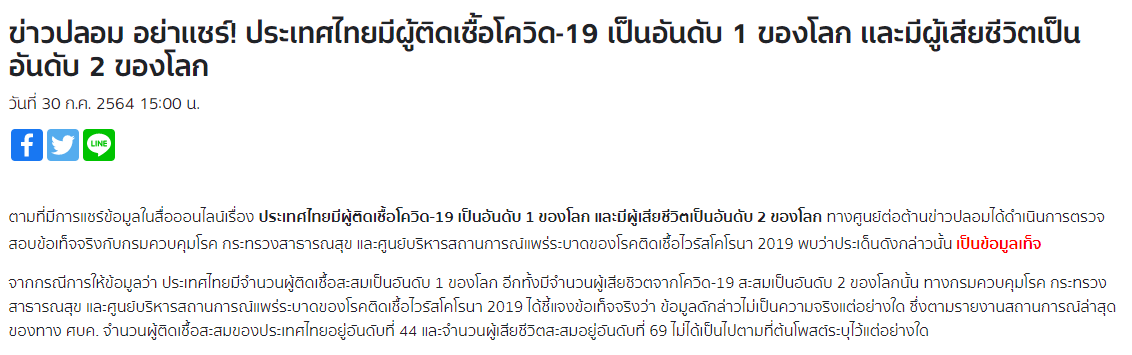 ข่าวปลอม อย่าแชร์! ประเทศไทยมีผู้ติดเชื้อโควิด-19 เป็นอันดับ 1 ของโลก และมีผู้เสียชีวิตเป็น
อันดับ 2 ของโลก
วันที่ 30 ก.ค. 2564 15:00 น.
LINE
ตามที่มีการแชร์ข้อมูลในสื่อออนไลน์เรื่อง ประเทศไทยมีผู้ติดเชื้อโควิด-19 เป็นอันดับ 1 ของโลก และมีผู้เสียชีวิตเป็นอันดับ 2 ของโลก ทางศูนย์ต่อต้านข่าวปลอมได้ดำเนินการตรวจ
สอบข้อเท็จจริงกับกรมควบคุมโรค กระทรวงสาธารณสุข และศูนย์บริหารสถานการณ์แพร่ระบาดของโรคติดเชื้อไวรัสโคโรนา 2019 พบว่าประเด็นดังกล่าวนั้น เป็นข้อมูลเท็จ
จากกรณีการให้ข้อมูลว่า ประเทศไทยมีจำนวนผู้ติดเชื้อสะสมเป็นอันดับ 1 ของโลก อีกทั้งมีจำนวนผู้เสียชีวิตจากโควิด-19 สะสมเป็นอันดับ 2 ของโลกนั้น ทางกรมควบคุมโรค กระทรวง
สาธารณสุข และศูนย์บริหารสถานการณ์แพร่ระบาดของโรคติดเชื้อไวรัสโคโรนา 2019 ได้ชี้แจงข้อเท็จจริงว่า ข้อมูลดังกล่าวไม่เป็นความจริงแต่อย่างใด ซึ่งตามรายงานสถานการณ์ล่าสุด
ของทาง ศบค. จำนวนผู้ติดเชื้อสะสมของประเทศไทยอยู่อันดับที่ 44 และจำนวนผู้เสียชีวิตสะสมอยู่อันดับที่ 69 ไม่ได้เป็นไปตามที่ต้นโพสต์ระบุไว้แต่อย่างใด